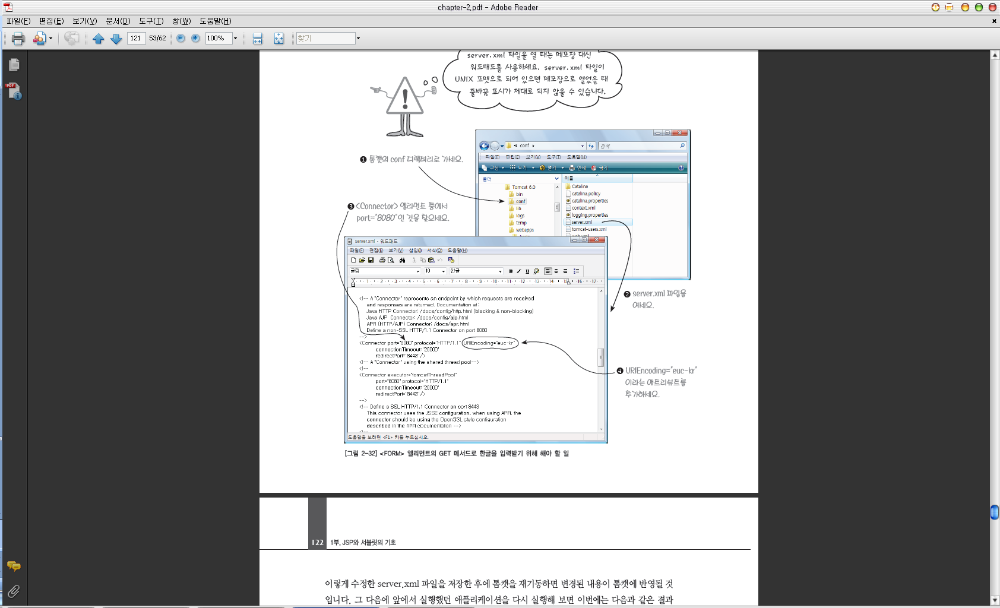 chapter-2.pdf - Adobe Reader
파일(F) 편집(E) 보기(V) 문서(D) 도구(T) 창(W) 도움말(H)
121 53/62 100% 찾기
server.xml 파일을 열 때는 메모장 대신
워드패드를 사용하세요. server.xml 파일이
UNIX 포맷으로 되어 있으면 메모장으로 열었을 때
줄바꿈 표시가 제대로 되지 않을 수 있습니다.
❶ 톰캣의 conf 디렉터리로 가세요.
« conf 검색
파일(F) 편집(E) 보기(V) 도구(T) 도움말(H)
구성 보기 열기 인쇄 굽기
폴더 이름
Tomcat 6.0
bin
conf
lib
logs
temp
webapps
Catalina
catalina.policy
catalina.properties
context.xml
logging.properties
server.xml
tomcat-users.xml
web.xml
❸ <Connector> 엘리먼트 중에서
port="8080"인 것을 찾으세요.
❷ server.xml 파일을
여세요.
server.xml - 워드패드
파일(F) 편집(E) 보기(V) 삽입(I) 서식(O) 도움말(H)
굴림 10 한글
1 2 3 4 5 6 7 8 9 10 11 12 13 14 15 16 17
<!-- A "Connector" represents an endpoint by which requests are received
and responses are returned. Documentation at :
Java HTTP Connector: /docs/config/http.html (blocking & non-blocking)
Java AJP Connector: /docs/config/ajp.html
APR (HTTP/AJP) Connector: /docs/apr.html
Define a non-SSL HTTP/1.1 Connector on port 8080
-->
<Connector port="8080" protocol="HTTP/1.1" URIEncoding="euc-kr"
connectionTimeout="20000"
redirectPort="8443" />
<!-- A "Connector" using the shared thread pool-->
<!--
<Connector executor="tomcatThreadPool"
port="8080" protocol="HTTP/1.1"
connectionTimeout="20000"
redirectPort="8443" />
-->
<!-- Define a SSL HTTP/1.1 Connector on port 8443
This connector uses the JSSE configuration, when using APR, the
connector should be using the OpenSSL style configuration
described in the APR documentation -->
<!--
도움말을 보려면 <F1> 키를 누르십시오.
❹ URIEncoding="euc-kr"
이라는 애트리뷰트를
추가하세요.
[그림 2-32] <FORM> 엘리먼트의 GET 메서드로 한글을 입력받기 위해 해야 할 일
122 1부. JSP와 서블릿의 기초
이렇게 수정한 server.xml 파일을 저장한 후에 톰캣을 재기동하면 변경된 내용이 톰캣에 반영될 것
입니다. 그 다음에 앞에서 실행했던 애플리케이션을 다시 실행해 보면 이번에는 다음과 같은 결과